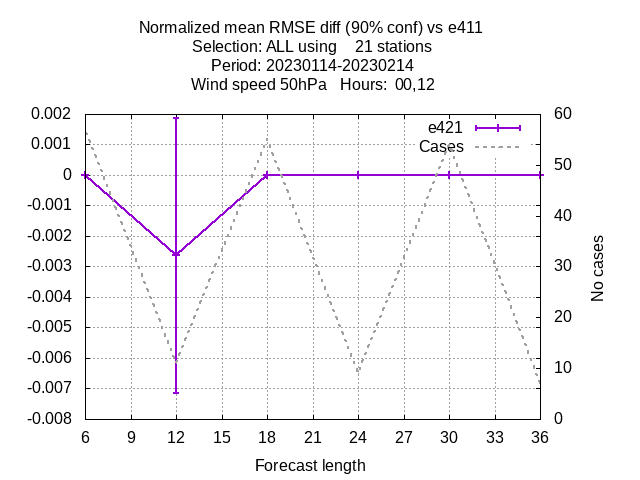 Normalized mean RMSE diff (90% conf) vs e411
Selection: ALL using    21 stations
Period: 20230114-20230214
Wind speed 50hPa   Hours:  00,12
e421
Cases
0.002
0.001
0
-0.001
-0.002
-0.003
-0.004
-0.005
-0.006
-0.007
-0.008
60
50
40
30
20
10
0
No cases
6 9 12 15 18 21 24 27 30 33 36
Forecast length